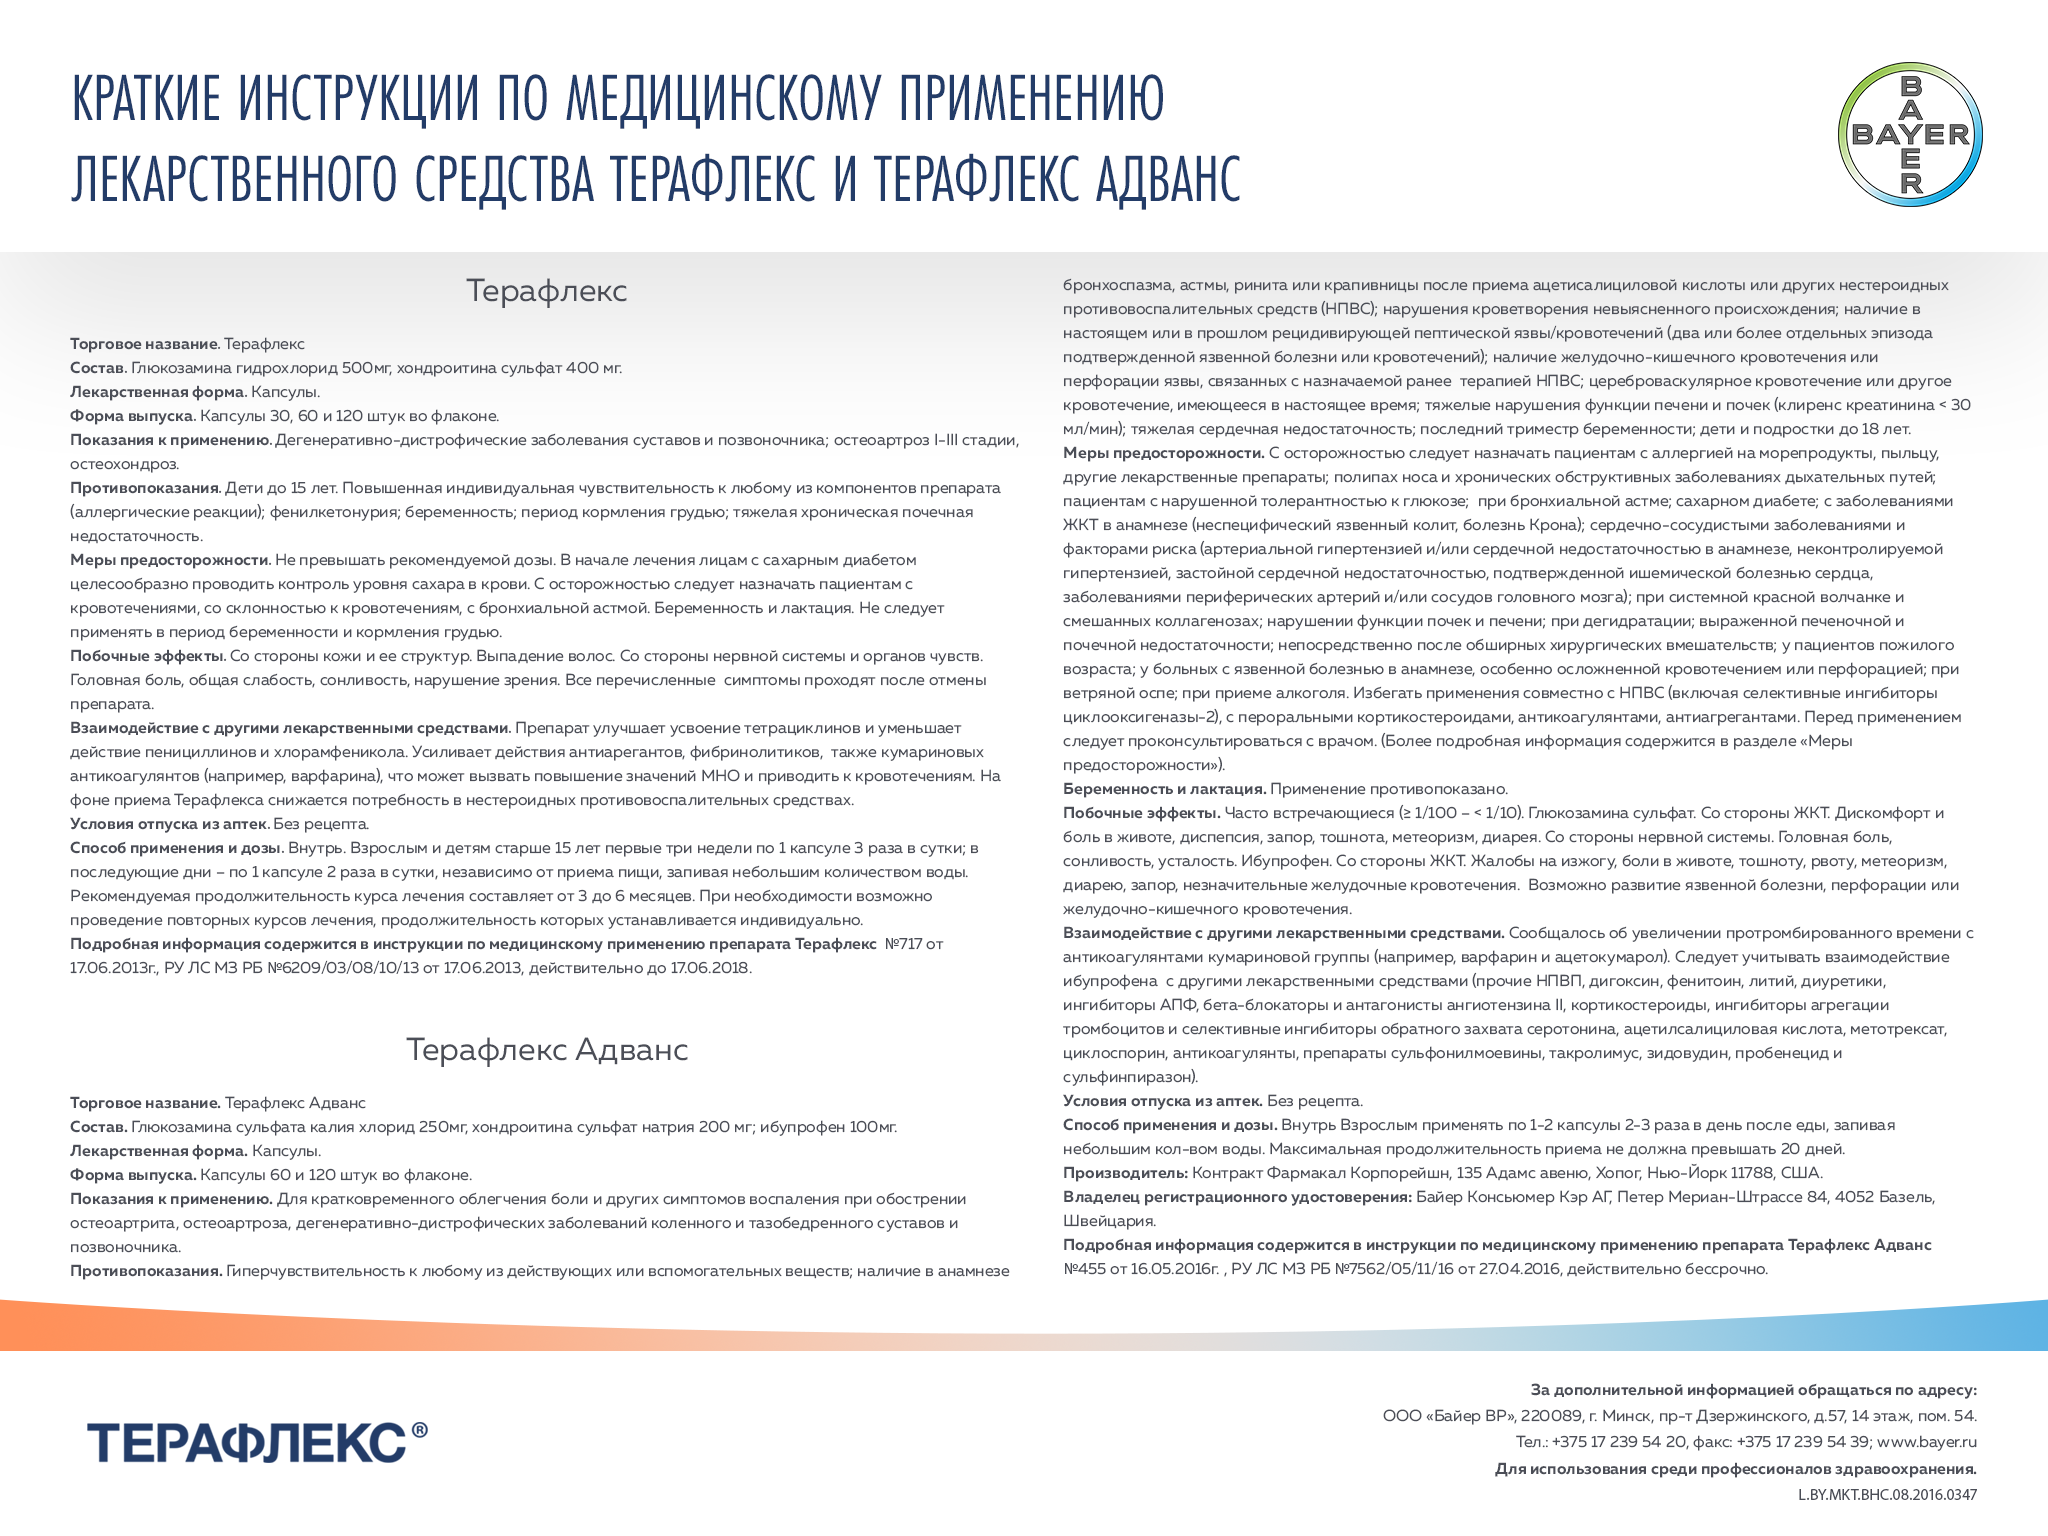 КРАТКИЕ ИНСТРУКЦИИ ПО МЕДИЦИНСКОМУ ПРИМЕНЕНИЮ
ЛЕКАРСТВЕННОГО СРЕДСТВА ТЕРАФЛЕКС И ТЕРАФЛЕКС АДВАНС
BAYER
BAYER
Терафлекс
Торговое название. Терафлекс
Состав. Глюкозамина гидрохлорид 500мг, хондроитина сульфат 400 мг.
Лекарственная форма. Капсулы.
Форма выпуска. Капсулы 30, 60 и 120 штук во флаконе.
Показания к применению. Дегенеративно-дистрофические заболевания суставов и позвоночника; остеоартроз I-III стадии,
остеохондроз.
Противопоказания. Дети до 15 лет. Повышенная индивидуальная чувствительность к любому из компонентов препарата
(аллергические реакции); фенилкетонурия; беременность; период кормления грудью; тяжелая хроническая почечная
недостаточность.
Меры предосторожности. Не превышать рекомендуемой дозы. В начале лечения лицам с сахарным диабетом
целесообразно проводить контроль уровня сахара в крови. С осторожностью следует назначать пациентам с
кровотечениями, со склонностью к кровотечениям, с бронхиальной астмой. Беременность и лактация. Не следует
применять в период беременности и кормления грудью.
Побочные эффекты. Со стороны кожи и ее структур. Выпадение волос. Со стороны нервной системы и органов чувств.
Головная боль, общая слабость, сонливость, нарушение зрения. Все перечисленные симптомы проходят после отмены
препарата.
Взаимодействие с другими лекарственными средствами. Препарат улучшает усвоение тетрациклинов и уменьшает
действие пенициллинов и хлорамфеникола. Усиливает действия антиарегантов, фибринолитиков, также кумариновых
антикоагулянтов (например, варфарина), что может вызвать повышение значений МНО и приводить к кровотечениям. На
фоне приема Терафлекса снижается потребность в нестероидных противовоспалительных средствах.
Условия отпуска из аптек. Без рецепта.
Способ применения и дозы. Внутрь. Взрослым и детям старше 15 лет первые три недели по 1 капсуле 3 раза в сутки; в
последующие дни – по 1 капсуле 2 раза в сутки, независимо от приема пищи, запивая небольшим количеством воды.
Рекомендуемая продолжительность курса лечения составляет от 3 до 6 месяцев. При необходимости возможно
проведение повторных курсов лечения, продолжительность которых устанавливается индивидуально.
Подробная информация содержится в инструкции по медицинскому применению препарата Терафлекс №717 от
17.06.2013г., РУ ЛС МЗ РБ №6209/03/08/10/13 от 17.06.2013, действительно до 17.06.2018.
Терафлекс Адванс
Торговое название. Терафлекс Адванс
Состав. Глюкозамина сульфата калия хлорид 250мг, хондроитина сульфат натрия 200 мг; ибупрофен 100мг.
Лекарственная форма. Капсулы.
Форма выпуска. Капсулы 60 и 120 штук во флаконе.
Показания к применению. Для кратковременного облегчения боли и других симптомов воспаления при обострении
остеоартрита, остеоартроза, дегенеративно-дистрофических заболеваний коленного и тазобедренного суставов и
позвоночника.
Противопоказания. Гиперчувствительность к любому из действующих или вспомогательных веществ; наличие в анамнезе
бронхоспазма, астмы, ринита или крапивницы после приема ацетисалициловой кислоты или других нестероидных
противовоспалительных средств (НПВС); нарушения кроветворения невыясненного происхождения; наличие в
настоящем или в прошлом рецидивирующей пептической язвы/кровотечений (два или более отдельных эпизода
подтвержденной язвенной болезни или кровотечений); наличие желудочно-кишечного кровотечения или
перфорации язвы, связанных с назначаемой ранее терапией НПВС; цереброваскулярное кровотечение или другое
кровотечение, имеющееся в настоящее время; тяжелые нарушения функции печени и почек (клиренс креатинина < 30
мл/мин); тяжелая сердечная недостаточность; последний триместр беременности; дети и подростки до 18 лет.
Меры предосторожности. С осторожностью следует назначать пациентам с аллергией на морепродукты, пыльцу,
другие лекарственные препараты; полипах носа и хронических обструктивных заболеваниях дыхательных путей;
пациентам с нарушенной толерантностью к глюкозе; при бронхиальной астме; сахарном диабете; с заболеваниями
ЖКТ в анамнезе (неспецифический язвенный колит, болезнь Крона); сердечно-сосудистыми заболеваниями и
факторами риска (артериальной гипертензией и/или сердечной недостаточностью в анамнезе, неконтролируемой
гипертензией, застойной сердечной недостаточностью, подтвержденной ишемической болезнью сердца,
заболеваниями периферических артерий и/или сосудов головного мозга); при системной красной волчанке и
смешанных коллагенозах; нарушении функции почек и печени; при дегидратации; выраженной печеночной и
почечной недостаточности; непосредственно после обширных хирургических вмешательств; у пациентов пожилого
возраста; у больных с язвенной болезнью в анамнезе, особенно осложненной кровотечением или перфорацией; при
ветряной оспе; при приеме алкоголя. Избегать применения совместно с НПВС (включая селективные ингибиторы
циклооксигеназы-2), с пероральными кортикостероидами, антикоагулянтами, антиагрегантами. Перед применением
следует проконсультироваться с врачом. (Более подробная информация содержится в разделе «Меры
предосторожности»).
Беременность и лактация. Применение противопоказано.
Побочные эффекты. Часто встречающиеся (≥ 1/100 – < 1/10). Глюкозамина сульфат. Со стороны ЖКТ. Дискомфорт и
боль в животе, диспепсия, запор, тошнота, метеоризм, диарея. Со стороны нервной системы. Головная боль,
сонливость, усталость. Ибупрофен. Со стороны ЖКТ. Жалобы на изжогу, боли в животе, тошноту, рвоту, метеоризм,
диарею, запор, незначительные желудочные кровотечения. Возможно развитие язвенной болезни, перфорации или
желудочно-кишечного кровотечения.
Взаимодействие с другими лекарственными средствами. Сообщалось об увеличении протромбированного времени с
антикоагулянтами кумариновой группы (например, варфарин и ацетокумарол). Следует учитывать взаимодействие
ибупрофена с другими лекарственными средствами (прочие НПВП, дигоксин, фенитоин, литий, диуретики,
ингибиторы АПФ, бета-блокаторы и антагонисты ангиотензина II, кортикостероиды, ингибиторы агрегации
тромбоцитов и селективные ингибиторы обратного захвата серотонина, ацетилсалициловая кислота, метотрексат,
циклоспорин, антикоагулянты, препараты сульфонилмоевины, такролимус, зидовудин, пробенецид и
сульфинпиразон).
Условия отпуска из аптек. Без рецепта.
Способ применения и дозы. Внутрь Взрослым применять по 1-2 капсулы 2-3 раза в день после еды, запивая
небольшим кол-вом воды. Максимальная продолжительность приема не должна превышать 20 дней.
Производитель: Контракт Фармакал Корпорейшн, 135 Адамс авеню, Хопог, Нью-Йорк 11788, США.
Владелец регистрационного удостоверения: Байер Консьюмер Кэр АГ, Петер Мериан-Штрассе 84, 4052 Базель,
Швейцария.
Подробная информация содержится в инструкции по медицинскому применению препарата Терафлекс Адванс
№455 от 16.05.2016г. , РУ ЛС МЗ РБ №7562/05/11/16 от 27.04.2016, действительно бессрочно.
ТЕРАФЛЕКС®
За дополнительной информацией обращаться по адресу:
ООО «Байер ВР», 220089, г. Минск, пр-т Дзержинского, д.57, 14 этаж, пом. 54.
Тел.: +375 17 239 54 20, факс: +375 17 239 54 39; www.bayer.ru
Для использования среди профессионалов здравоохранения.
L.BY.MKT.BHC.08.2016.0347